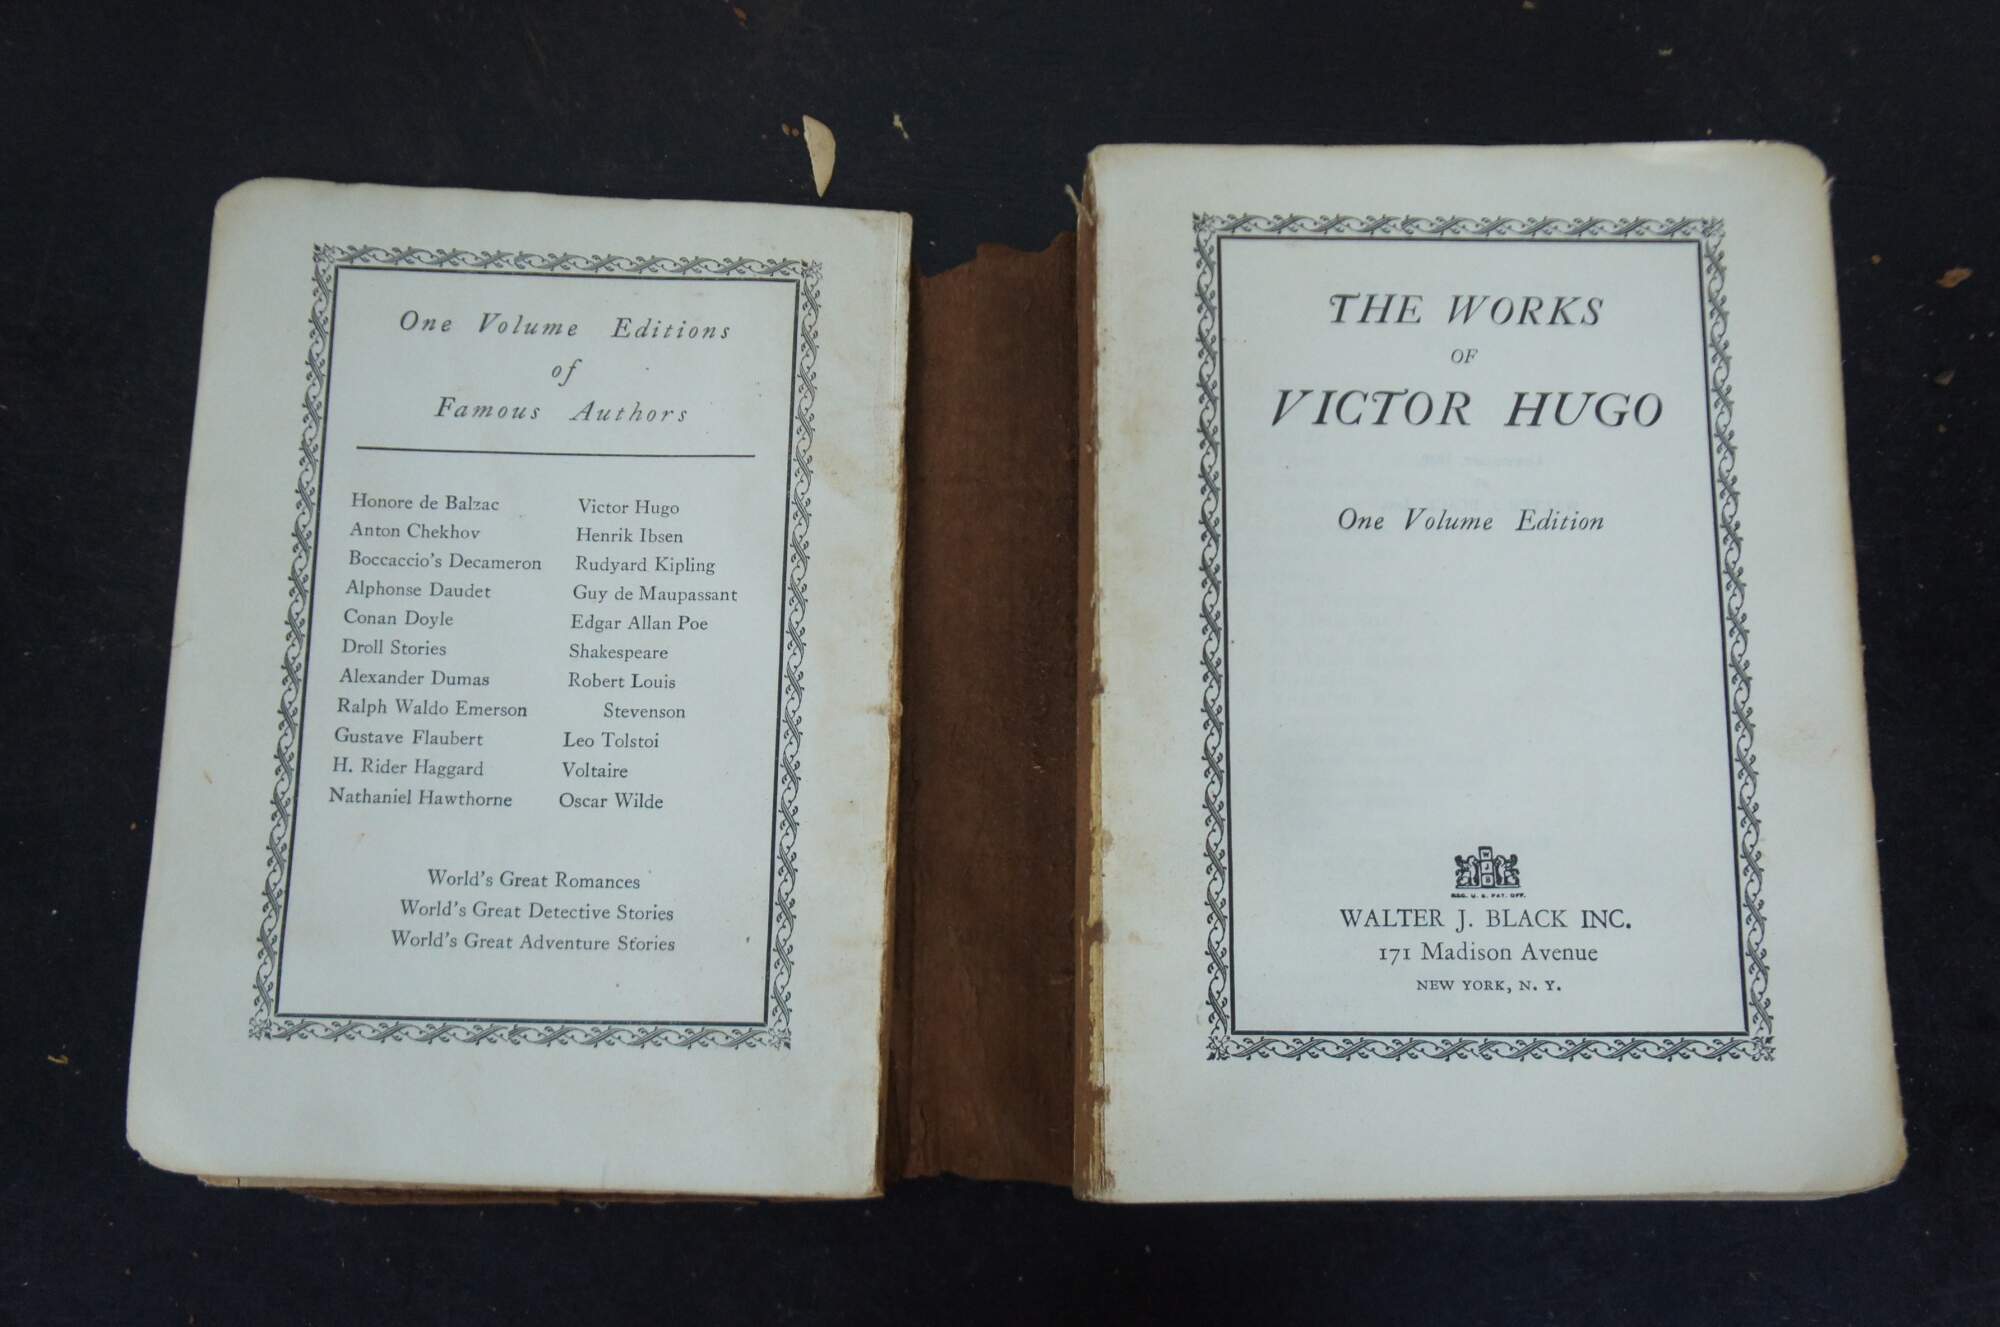 One Volume Editions
of
Famous Authors
Honore de Balzac
Anton Chekhov
Boccaccio's Decameron
Alphonse Daudet
Conan Doyle
Droll Stories
Alexander Dumas
Ralph Waldo Emerson
Gustave Flaubert
H. Rider Haggard
Nathaniel Hawthorne
Victor Hugo
Henrik Ibsen
Rudyard Kipling
Guy de Maupassant
Edgar Allan Poe
Shakespeare
Robert Louis
Stevenson
Leo Tolstoi
Voltaire
Oscar Wilde
World's Great Romances
World's Great Detective Stories
World's Great Adventure Stories
THE WORKS
OF
VICTOR HUGO
One Volume Edition
W
J
B
REG. U. S. PAT. OFF.
WALTER J. BLACK INC.
171 Madison Avenue
NEW YORK, N. Y.